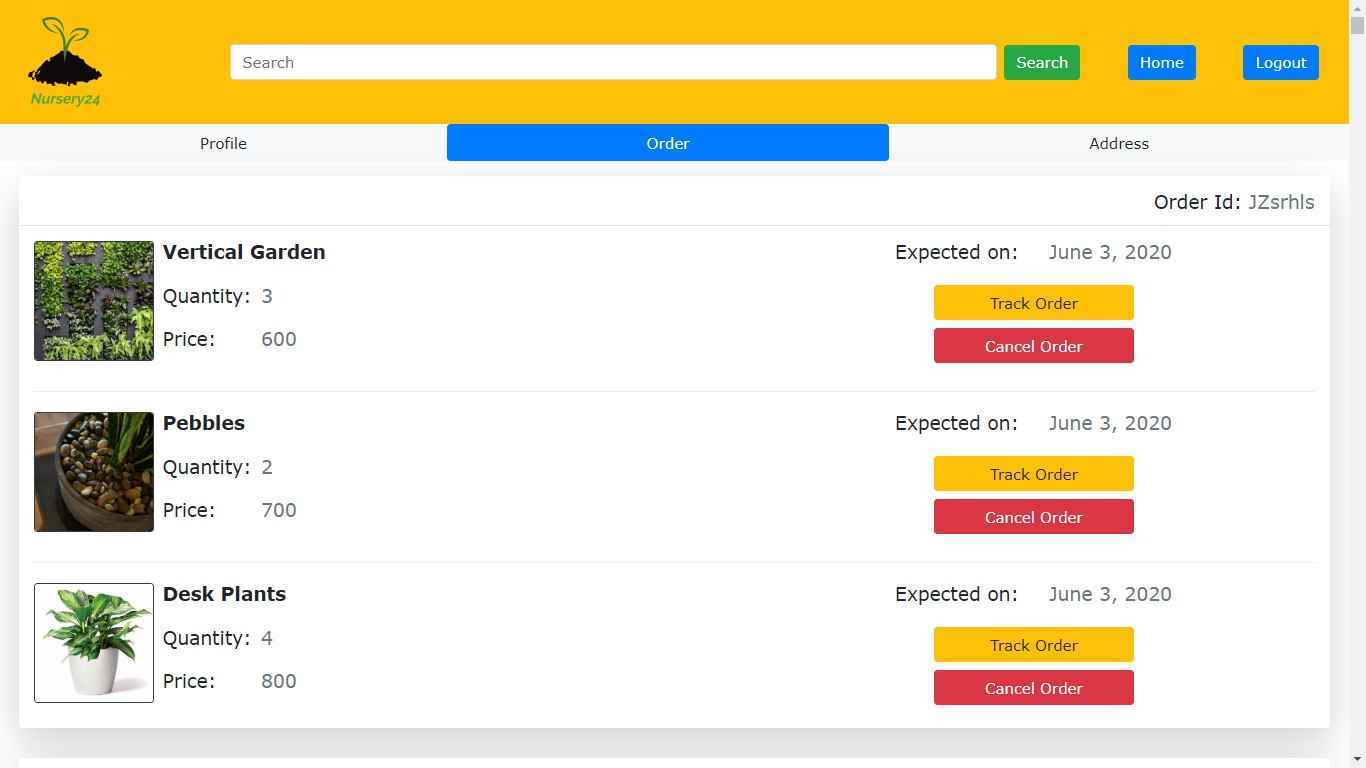 Nursery24
Search Search Home Logout
Profile Order Address
Order Id: JZsrhls
Vertical Garden Expected on: June 3, 2020
Quantity: 3
Track Order
Price: 600
Cancel Order
Pebbles Expected on: June 3, 2020
Quantity: 2
Track Order
Price: 700
Cancel Order
Desk Plants Expected on: June 3, 2020
Quantity: 4
Track Order
Price: 800
Cancel Order